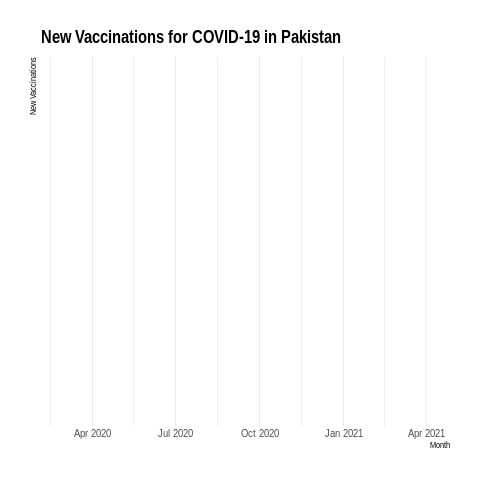 New Vaccinations for COVID-19 in Pakistan
New Vaccinations
Apr 2020 Jul 2020 Oct 2020 Jan 2021 Apr 2021
Month